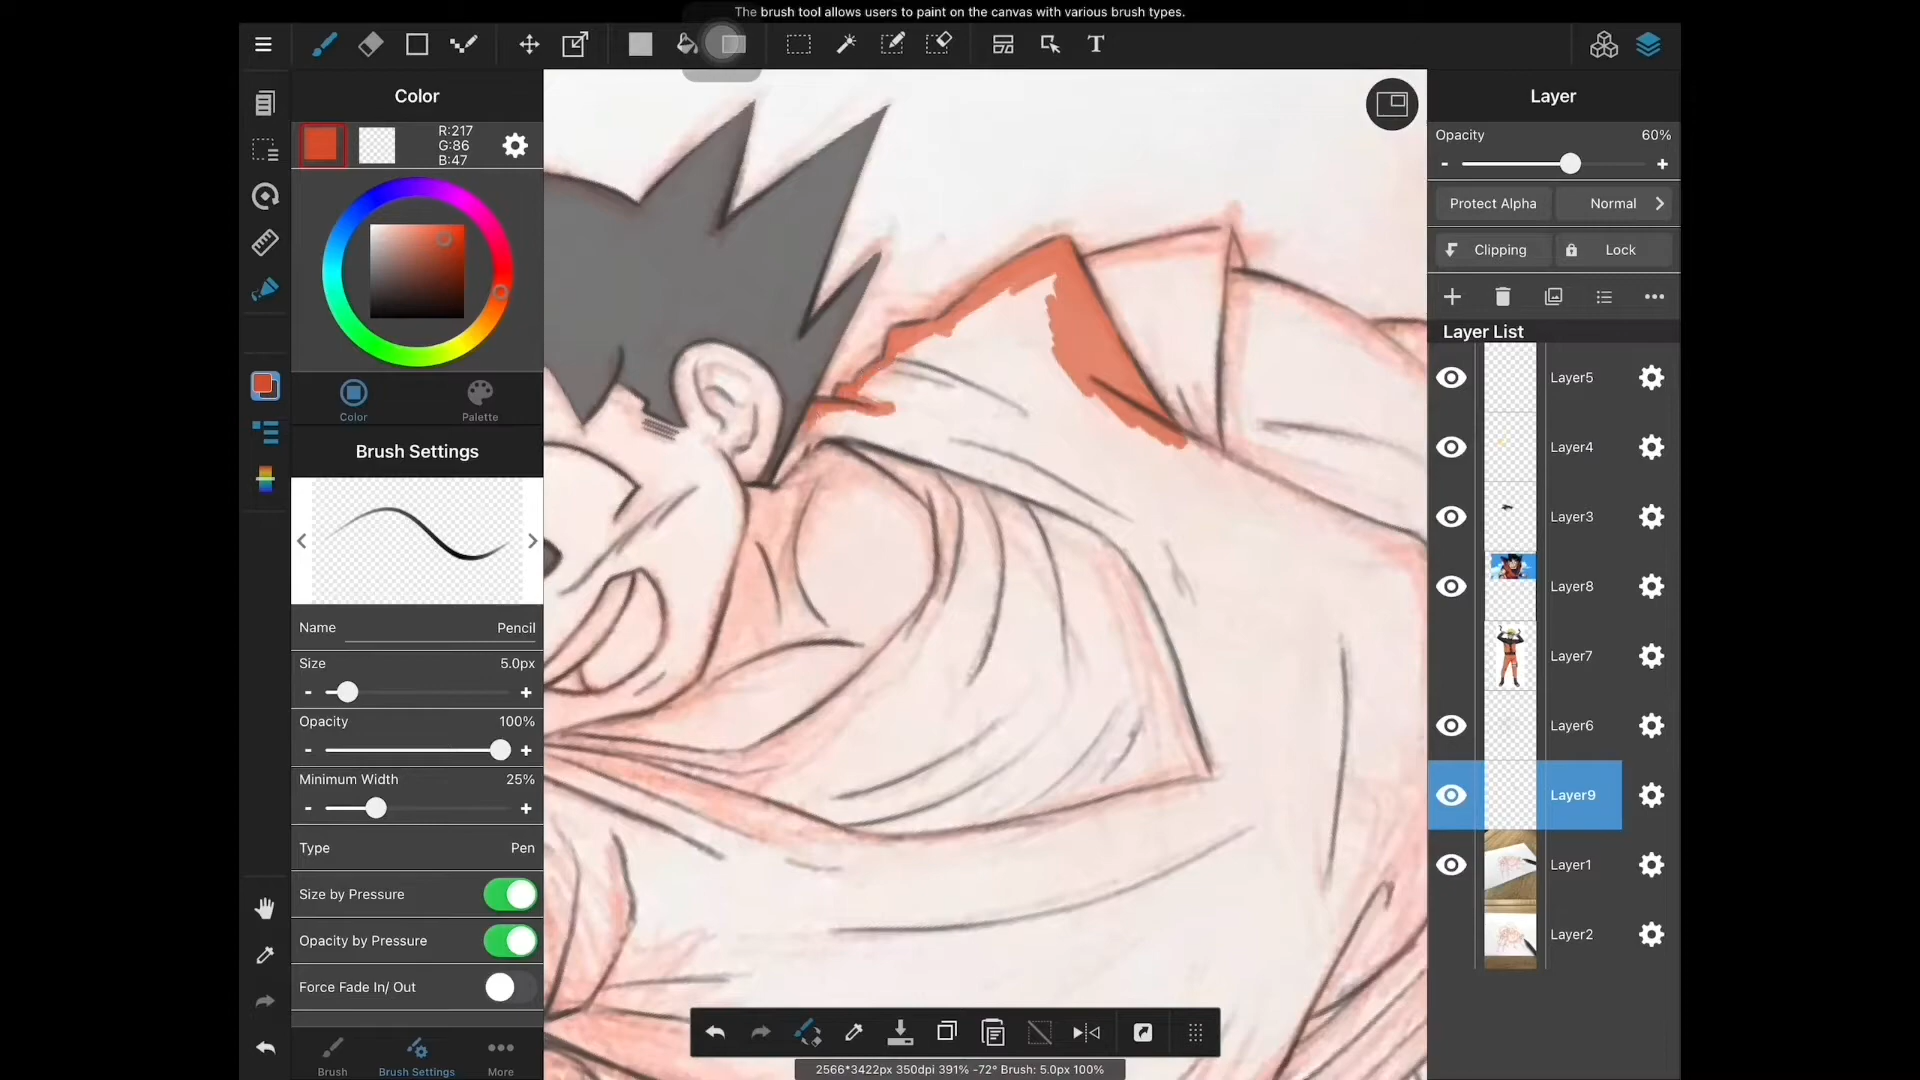 The brush tool allows users to paint on the canvas with various brush types.
T
Color
R:217
G:86
B:47
Color
Palette
Brush Settings
Name Pencil
Size 5.0px
- +
Opacity 100%
- +
Minimum Width 25%
- +
Type Pen
Size by Pressure
Opacity by Pressure
Force Fade In/ Out
Brush
Brush Settings
More
2566*3422px 350dpi 391% -72° Brush: 5.0px 100%
Layer
Opacity 60%
- +
Protect Alpha Normal
Clipping Lock
Layer List
Layer5
Layer4
Layer3
Layer8
Layer7
Layer6
Layer9
Layer1
Layer2